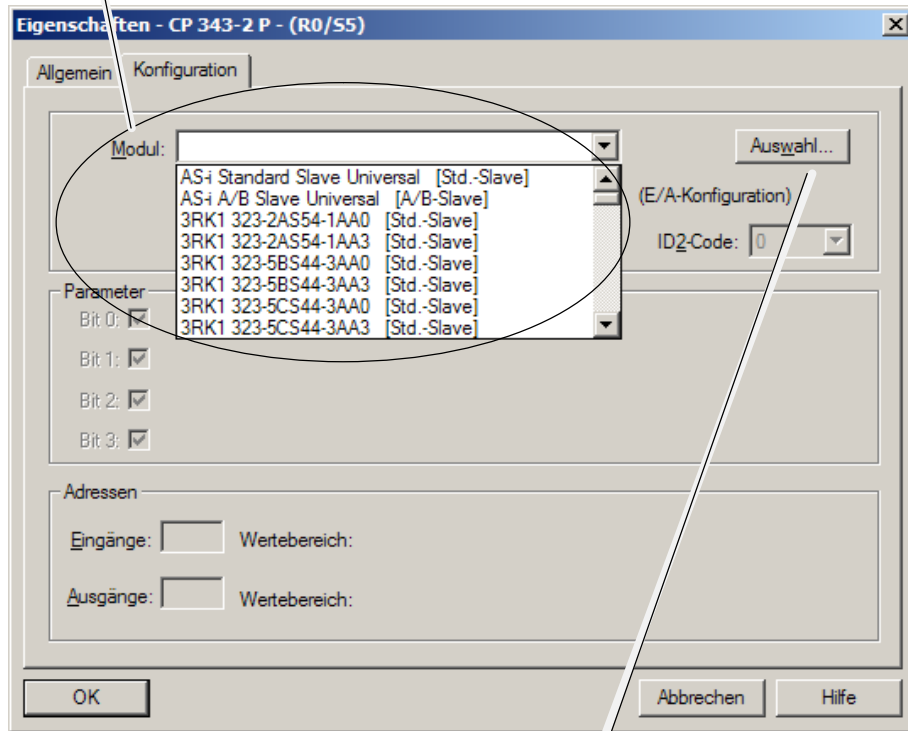 Eigenschaften - CP 343-2 P - (R0/S5)
Allgemein
Konfiguration
Modul:
Auswahl...
AS-i Standard Slave Universal [Std.-Slave]
AS-i A/B Slave Universal [A/B-Slave]
3RK1 323-2AS54-1AA0 [Std.-Slave]
3RK1 323-2AS54-1AA3 [Std.-Slave]
3RK1 323-5BS44-3AA0 [Std.-Slave]
3RK1 323-5BS44-3AA3 [Std.-Slave]
3RK1 323-5CS44-3AA0 [Std.-Slave]
3RK1 323-5CS44-3AA3 [Std.-Slave]
(E/A-Konfiguration)
ID2-Code: 0
Parameter
Bit 0:
Bit 1:
Bit 2:
Bit 3:
Adressen
Eingänge: Wertebereich:
Ausgänge: Wertebereich:
OK
Abbrechen
Hilfe